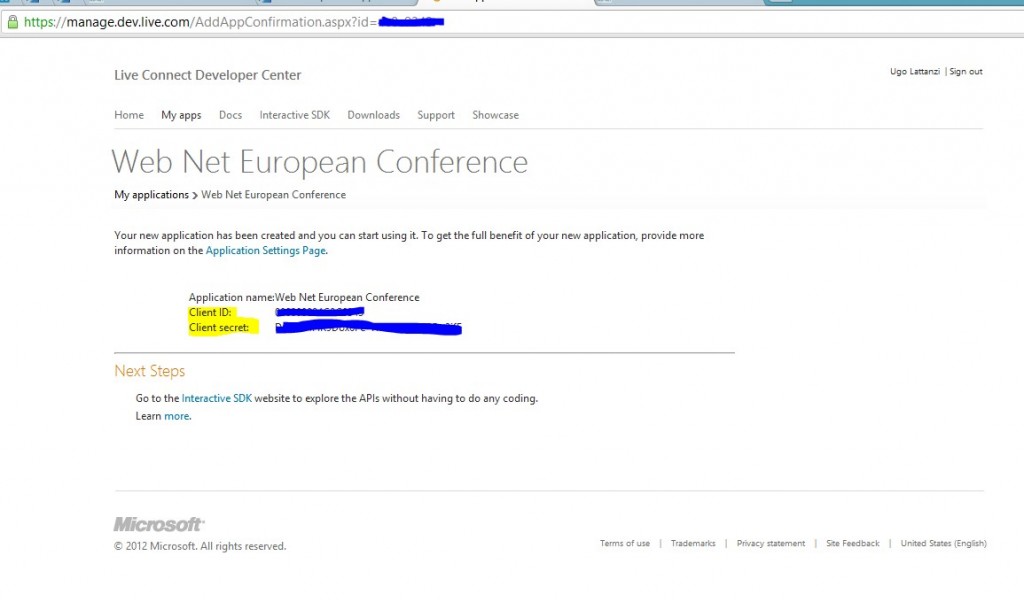 https://manage.dev.live.com/AddAppConfirmation.aspx?id=
Live Connect Developer Center
Ugo Lattanzi | Sign out
Home My apps Docs Interactive SDK Downloads Support Showcase
Web Net European Conference
My applications > Web Net European Conference
Your new application has been created and you can start using it. To get the full benefit of your new application, provide more
information on the Application Settings Page.
Application name:Web Net European Conference
Client ID:
Client secret:
Next Steps
Go to the Interactive SDK website to explore the APIs without having to do any coding.
Learn more.
Microsoft
© 2012 Microsoft. All rights reserved.
Terms of use | Trademarks | Privacy statement | Site Feedback | United States (English)